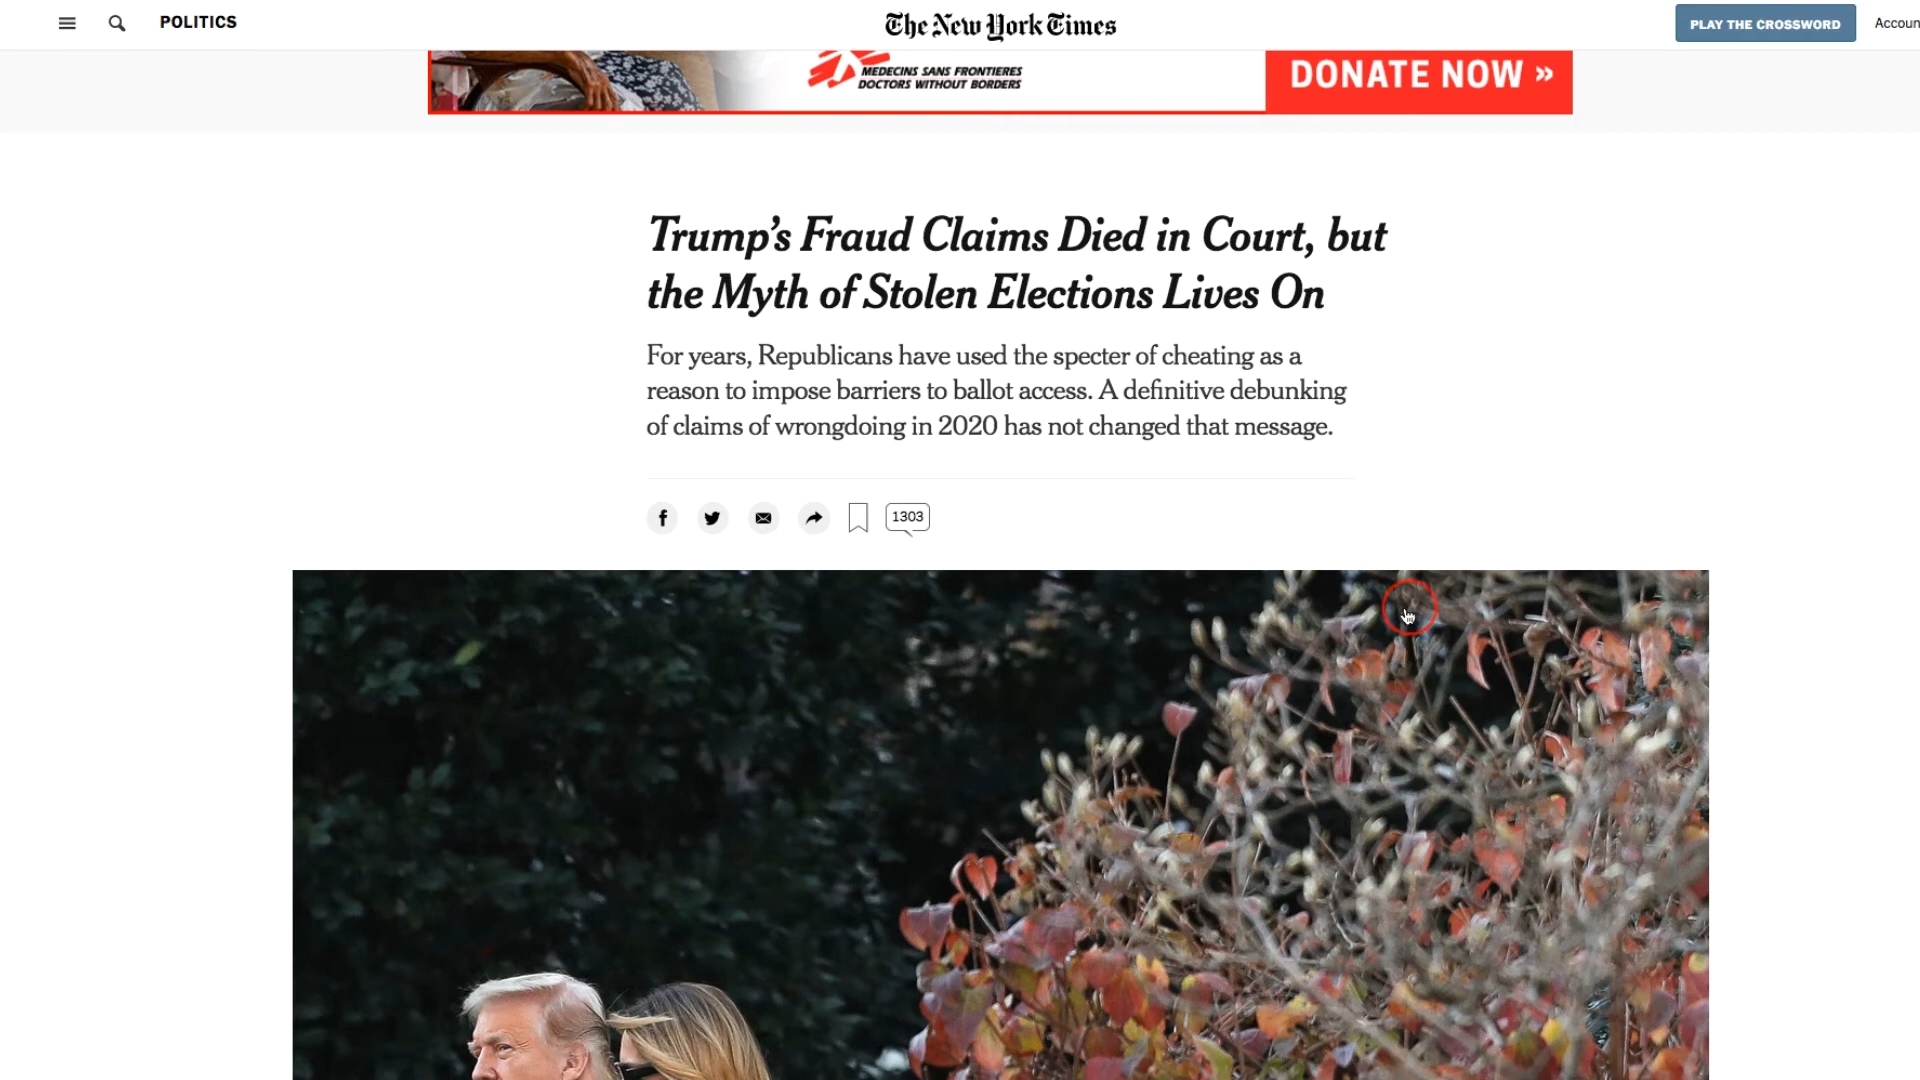 POLITICS
The New York Times
PLAY THE CROSSWORD
Accoun
MEDECINS SANS FRONTIERES
DOCTORS WITHOUT BORDERS
DONATE NOW »
Trump's Fraud Claims Died in Court, but
the Myth of Stolen Elections Lives On
For years, Republicans have used the specter of cheating as a
reason to impose barriers to ballot access. A definitive debunking
of claims of wrongdoing in 2020 has not changed that message.
1303